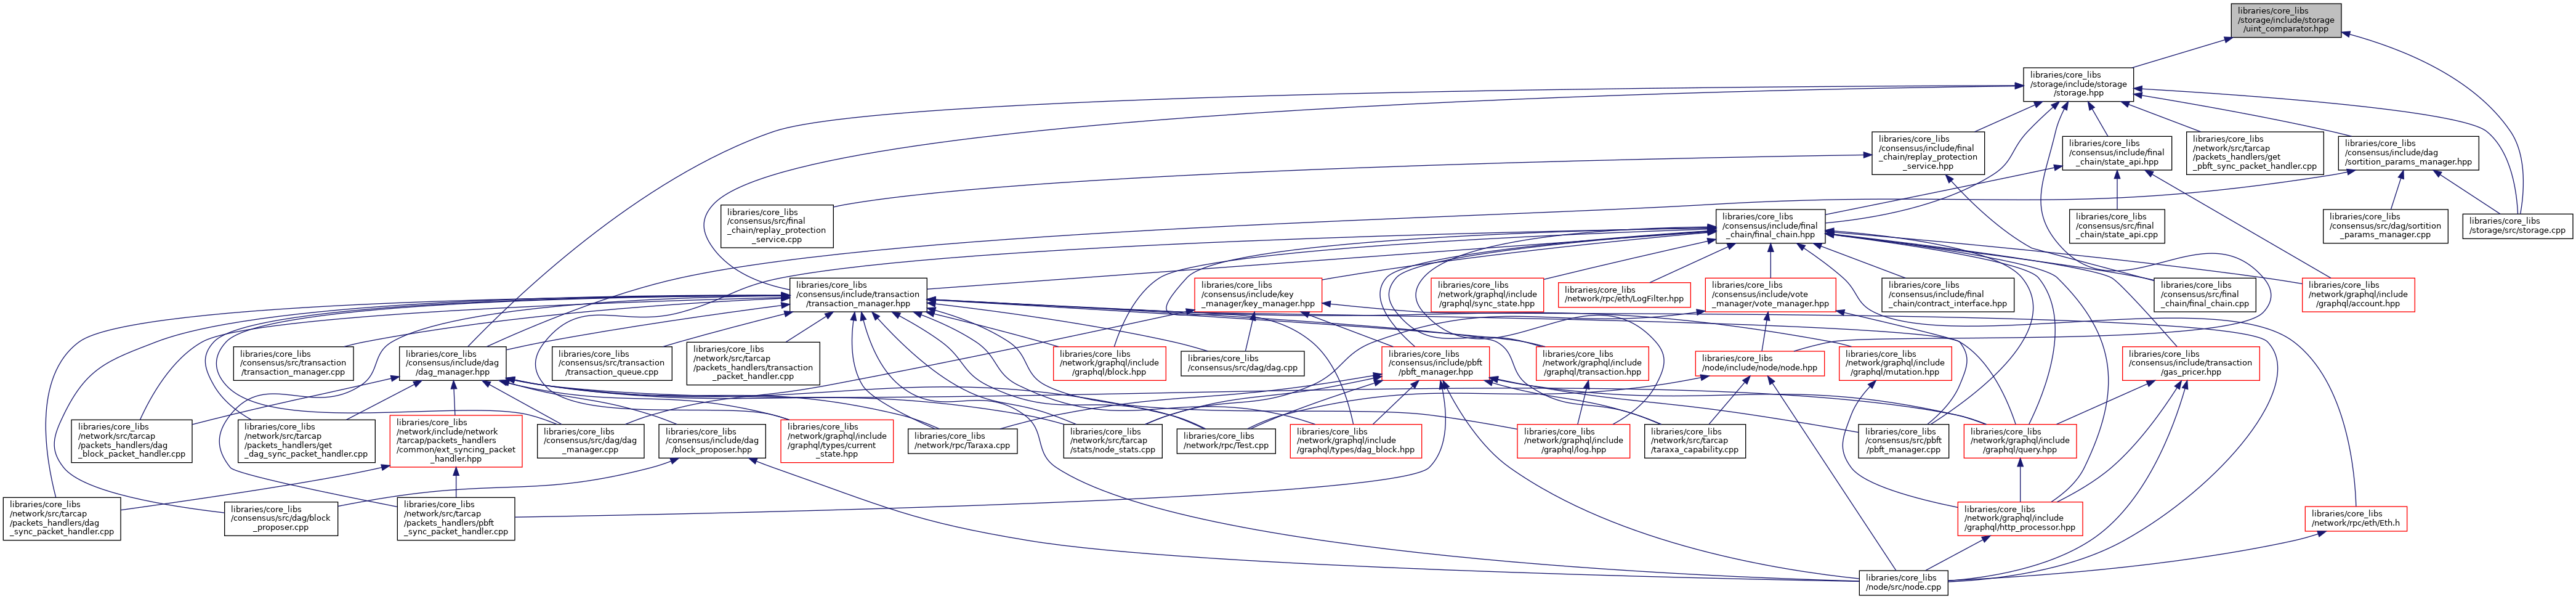 libraries/core_libs
/storage/include/storage
/uint_comparator.hpp
libraries/core_libs
/storage/include/storage
/storage.hpp
libraries/core_libs
/consensus/include/final
_chain/replay_protection
_service.hpp
libraries/core_libs
/consensus/include/final
_chain/state_api.hpp
libraries/core_libs
/network/src/tarcap
/packets_handlers/get
_pbft_sync_packet_handler.cpp
libraries/core_libs
/consensus/include/dag
/sortition_params_manager.hpp
libraries/core_libs
/consensus/src/final
_chain/replay_protection
_service.cpp
libraries/core_libs
/consensus/include/final
_chain/final_chain.hpp
libraries/core_libs
/consensus/src/final
_chain/state_api.cpp
libraries/core_libs
/consensus/src/dag/sortition
_params_manager.cpp
libraries/core_libs
/storage/src/storage.cpp
libraries/core_libs
/consensus/include/transaction
/transaction_manager.hpp
libraries/core_libs
/consensus/include/key
_manager/key_manager.hpp
libraries/core_libs
/network/graphql/include
/graphql/sync_state.hpp
libraries/core_libs
/network/rpc/eth/LogFilter.hpp
libraries/core_libs
/consensus/include/vote
_manager/vote_manager.hpp
libraries/core_libs
/consensus/include/final
_chain/contract_interface.hpp
libraries/core_libs
/consensus/src/final
_chain/final_chain.cpp
libraries/core_libs
/network/graphql/include
/graphql/account.hpp
libraries/core_libs
/consensus/src/transaction
/transaction_manager.cpp
libraries/core_libs
/consensus/include/dag
/dag_manager.hpp
libraries/core_libs
/consensus/src/transaction
/transaction_queue.cpp
libraries/core_libs
/network/src/tarcap
/packets_handlers/transaction
_packet_handler.cpp
libraries/core_libs
/network/graphql/include
/graphql/block.hpp
libraries/core_libs
/consensus/src/dag/dag.cpp
libraries/core_libs
/consensus/include/pbft
/pbft_manager.hpp
libraries/core_libs
/network/graphql/include
/graphql/transaction.hpp
libraries/core_libs
/node/include/node/node.hpp
libraries/core_libs
/network/graphql/include
/graphql/mutation.hpp
libraries/core_libs
/consensus/include/transaction
/gas_pricer.hpp
libraries/core_libs
/network/src/tarcap
/packets_handlers/dag
_block_packet_handler.cpp
libraries/core_libs
/network/src/tarcap
/packets_handlers/get
_dag_sync_packet_handler.cpp
libraries/core_libs
/network/include/network
/tarcap/packets_handlers
/common/ext_syncing_packet
_handler.hpp
libraries/core_libs
/consensus/src/dag/dag
_manager.cpp
libraries/core_libs
/consensus/include/dag
/block_proposer.hpp
libraries/core_libs
/network/graphql/include
/graphql/types/current
_state.hpp
libraries/core_libs
/network/rpc/Taraxa.cpp
libraries/core_libs
/network/src/tarcap
/stats/node_stats.cpp
libraries/core_libs
/network/rpc/Test.cpp
libraries/core_libs
/network/graphql/include
/graphql/types/dag_block.hpp
libraries/core_libs
/network/graphql/include
/graphql/log.hpp
libraries/core_libs
/network/src/tarcap
/taraxa_capability.cpp
libraries/core_libs
/consensus/src/pbft
/pbft_manager.cpp
libraries/core_libs
/network/graphql/include
/graphql/query.hpp
libraries/core_libs
/network/src/tarcap
/packets_handlers/dag
_sync_packet_handler.cpp
libraries/core_libs
/consensus/src/dag/block
_proposer.cpp
libraries/core_libs
/network/src/tarcap
/packets_handlers/pbft
_sync_packet_handler.cpp
libraries/core_libs
/network/graphql/include
/graphql/http_processor.hpp
libraries/core_libs
/network/rpc/eth/Eth.h
libraries/core_libs
/node/src/node.cpp